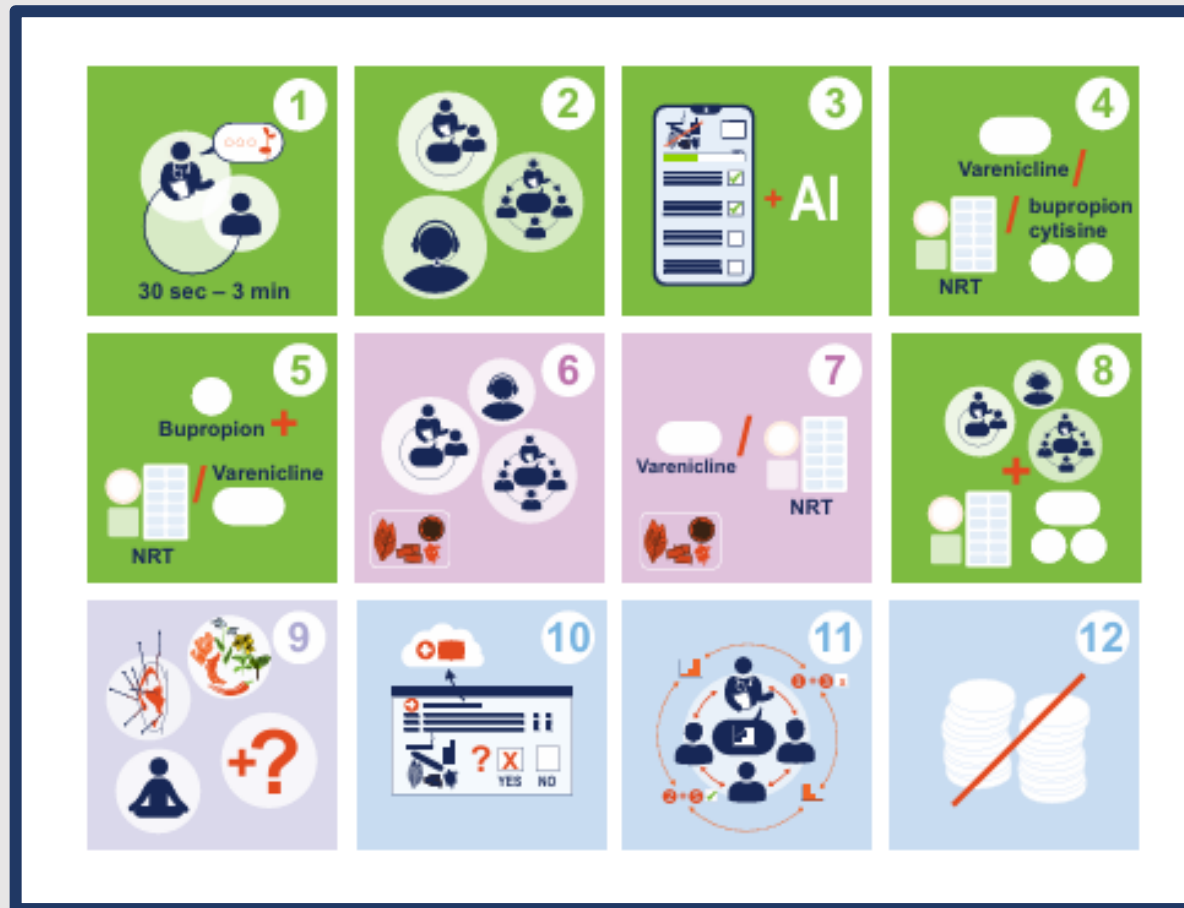 1
30 sec – 3 min
2
3
+ AI
4
Varenicline /
/ bupropion
cytisine
NRT
5
Bupropion +
/ Varenicline
NRT
6
7
Varenicline /
NRT
8
+
9
+?
10
? X
YES NO
11
12